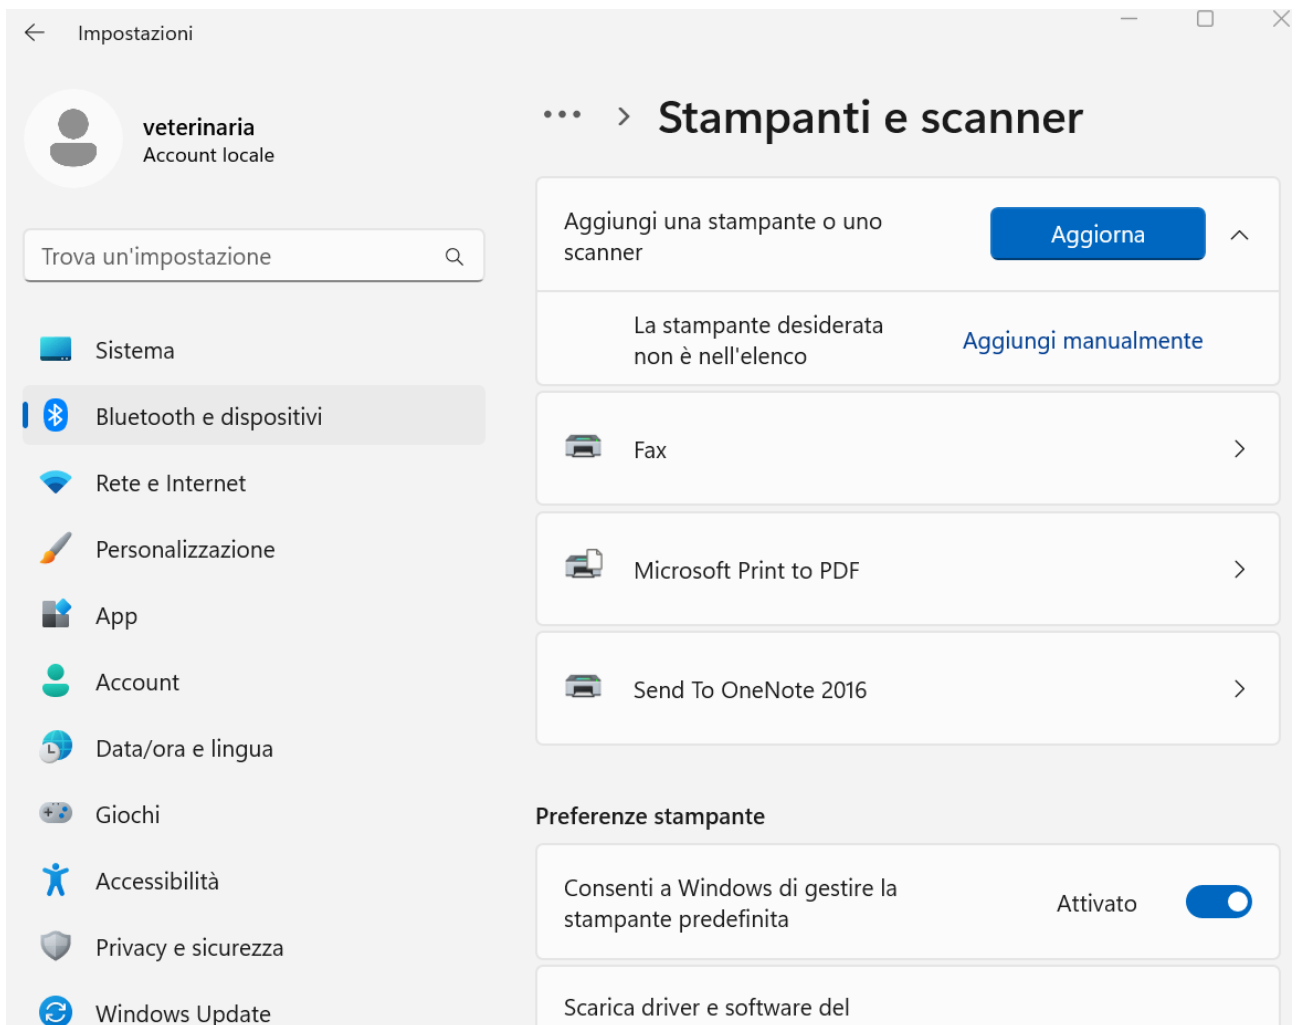 Impostazioni
veterinaria
Account locale
Trova un'impostazione
Sistema
Bluetooth e dispositivi
Rete e Internet
Personalizzazione
App
Account
Data/ora e lingua
Giochi
Accessibilità
Privacy e sicurezza
Windows Update
Stampanti e scanner
Aggiungi una stampante o uno
scanner
Aggiorna
La stampante desiderata
non è nell'elenco
Aggiungi manualmente
Fax
Microsoft Print to PDF
Send To OneNote 2016
Preferenze stampante
Consenti a Windows di gestire la
stampante predefinita
Attivato
Scarica driver e software del